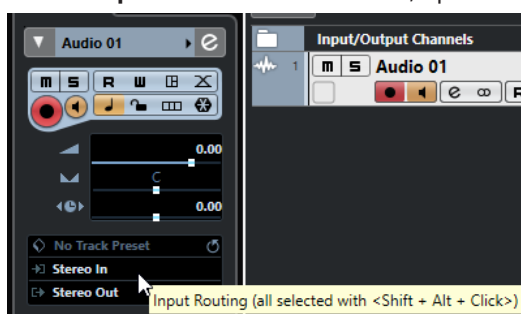 Audio 01
m S R W
0.00
C
0.00
No Track Preset
Stereo In
Stereo Out
Input/Output Channels
1 m S Audio 01
e R
Input Routing (all selected with <Shift + Alt + Click>)